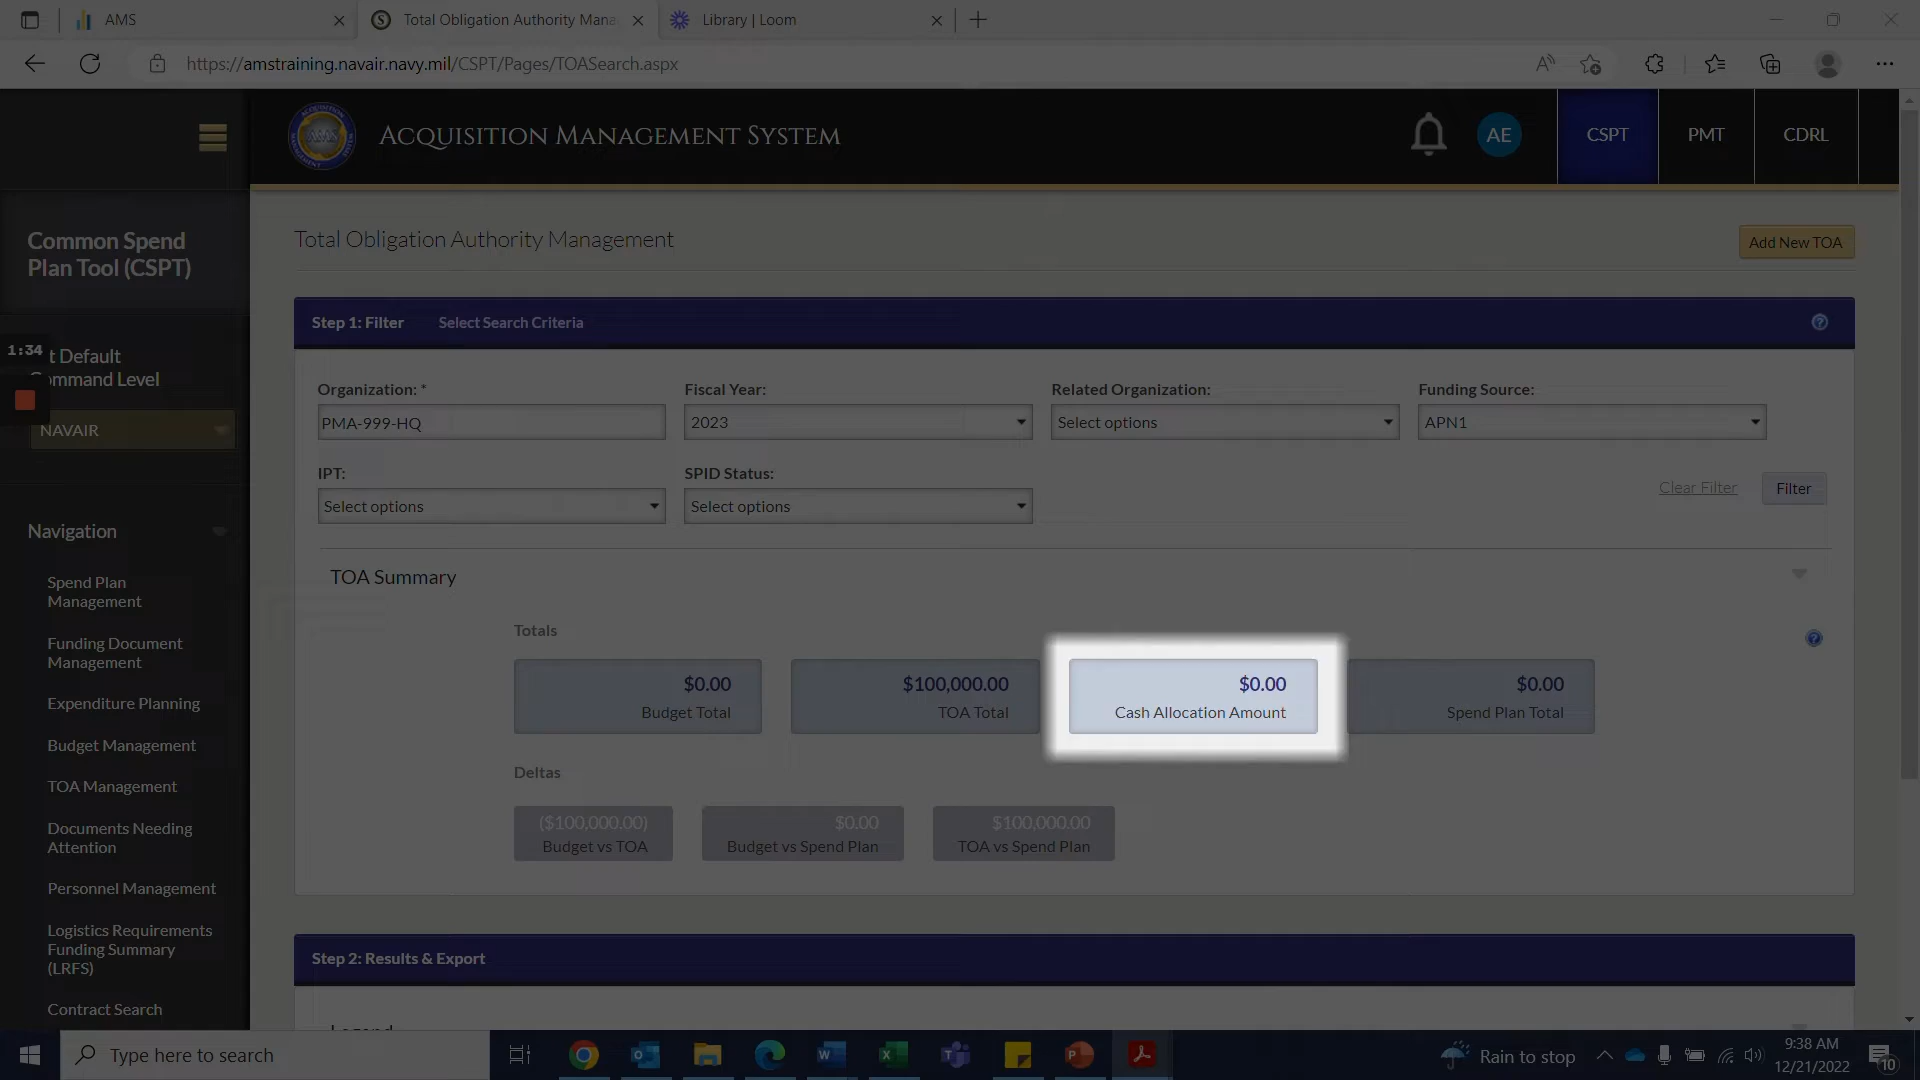 AMS
Total Obligation Authority Mana
Library | Loom
https://amstraining.navair.navy.mil/CSPT/Pages/TOASearch.aspx
ACQUISITION MANAGEMENT SYSTEM
AE
CSPT
PMT
CDRL
Common Spend
Plan Tool (CSPT)
1:34
t Default
ommand Level
NAVAIR
Navigation
Spend Plan
Management
Funding Document
Management
Expenditure Planning
Budget Management
TOA Management
Documents Needing
Attention
Personnel Management
Logistics Requirements
Funding Summary
(LRFS)
Contract Search
Total Obligation Authority Management
Add New TOA
Step 1: Filter Select Search Criteria
Organization: *
Fiscal Year:
Related Organization:
Funding Source:
PMA-999-HQ
2023
Select options
APN1
IPT:
SPID Status:
Select options
Select options
Clear Filter
Filter
TOA Summary
Totals
$0.00
Budget Total
$100,000.00
TOA Total
$0.00
Cash Allocation Amount
$0.00
Spend Plan Total
Deltas
($100,000.00)
Budget vs TOA
$0.00
Budget vs Spend Plan
$100,000.00
TOA vs Spend Plan
Step 2: Results & Export
Type here to search
Rain to stop
9:38 AM
12/21/2022
10